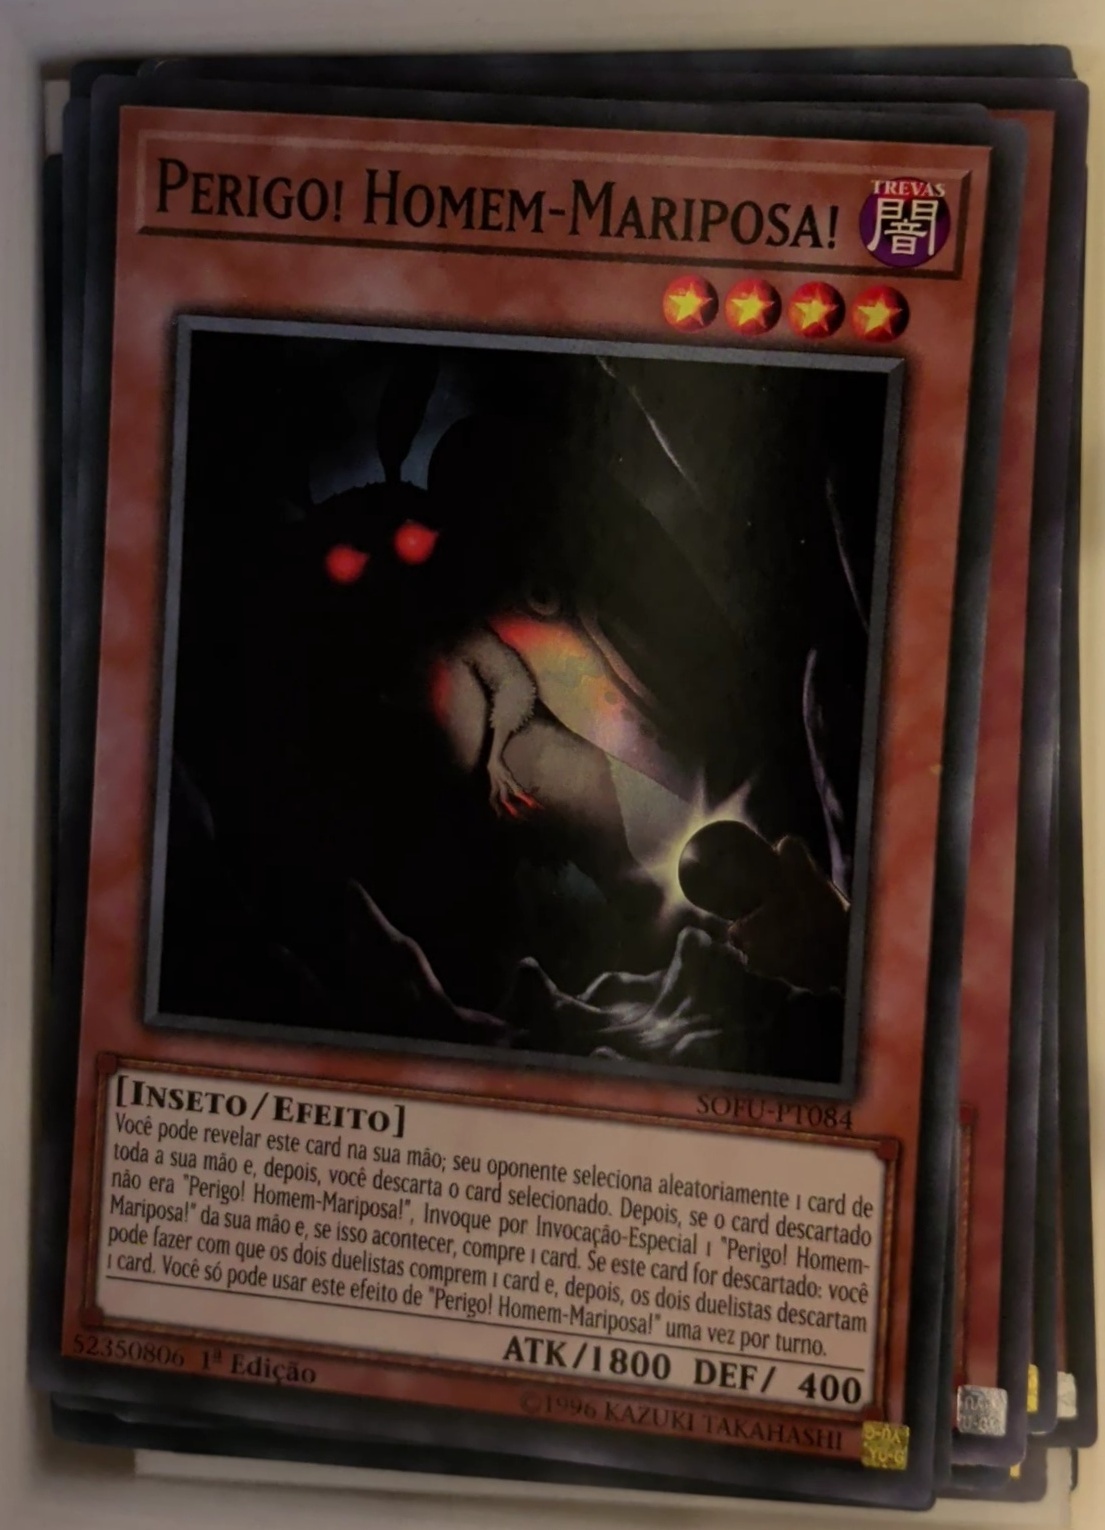 PERIGO! HOMEM-MARIPOSA!
TREVAS
闇
SOFU-PT084
[INSETO/EFEITO]
Você pode revelar este card na sua mão; seu oponente seleciona aleatoriamente 1 card de
toda a sua mão e, depois, você descarta o card selecionado. Depois, se o card descartado
não era "Perigo! Homem-Mariposa!", Invoque por Invocação-Especial 1 "Perigo! Homem-
Mariposa!" da sua mão e, se isso acontecer, compre 1 card. Se este card for descartado: você
pode fazer com que os dois duelistas comprem 1 card e, depois, os dois duelistas descartam
1 card. Você só pode usar este efeito de "Perigo! Homem-Mariposa!" uma vez por turno.
ATK/1800 DEF/ 400
52350806 1ª Edição
©1996 KAZUKI TAKAHASHI